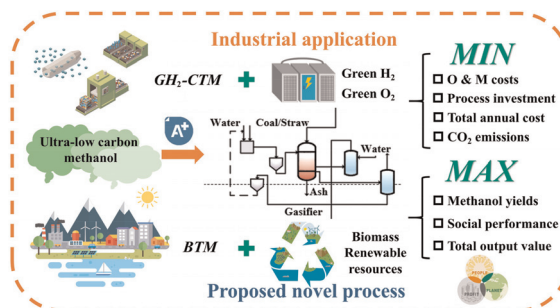 Industrial application
GH2-CTM
Green H2
Green O2
MIN
O & M costs
Process investment
Total annual cost
CO2 emissions
Ultra-low carbon
methanol
A+
Water
Coal/Straw
Water
Ash
Gasifier
MAX
Methanol yields
Social performance
Total output value
BTM
Biomass
Renewable
resources
PEOPLE
PROFIT
PLANET
Proposed novel process